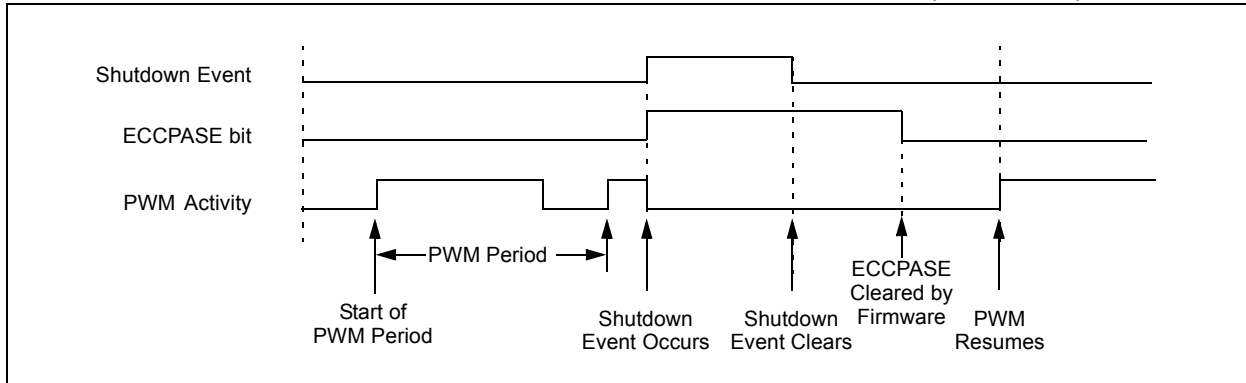 Shutdown Event
ECCPASE bit
PWM Activity
PWM Period
Start of
PWM Period
Shutdown
Event Occurs
Shutdown
Event Clears
ECCPASE
Cleared by
Firmware
PWM
Resumes